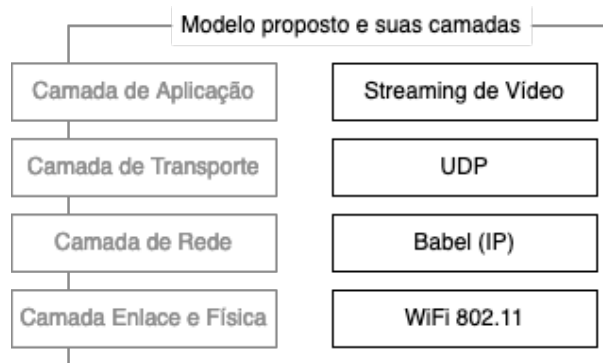 Modelo proposto e suas camadas
Camada de Aplicação
Streaming de Vídeo
Camada de Transporte
UDP
Camada de Rede
Babel (IP)
Camada Enlace e Física
WiFi 802.11